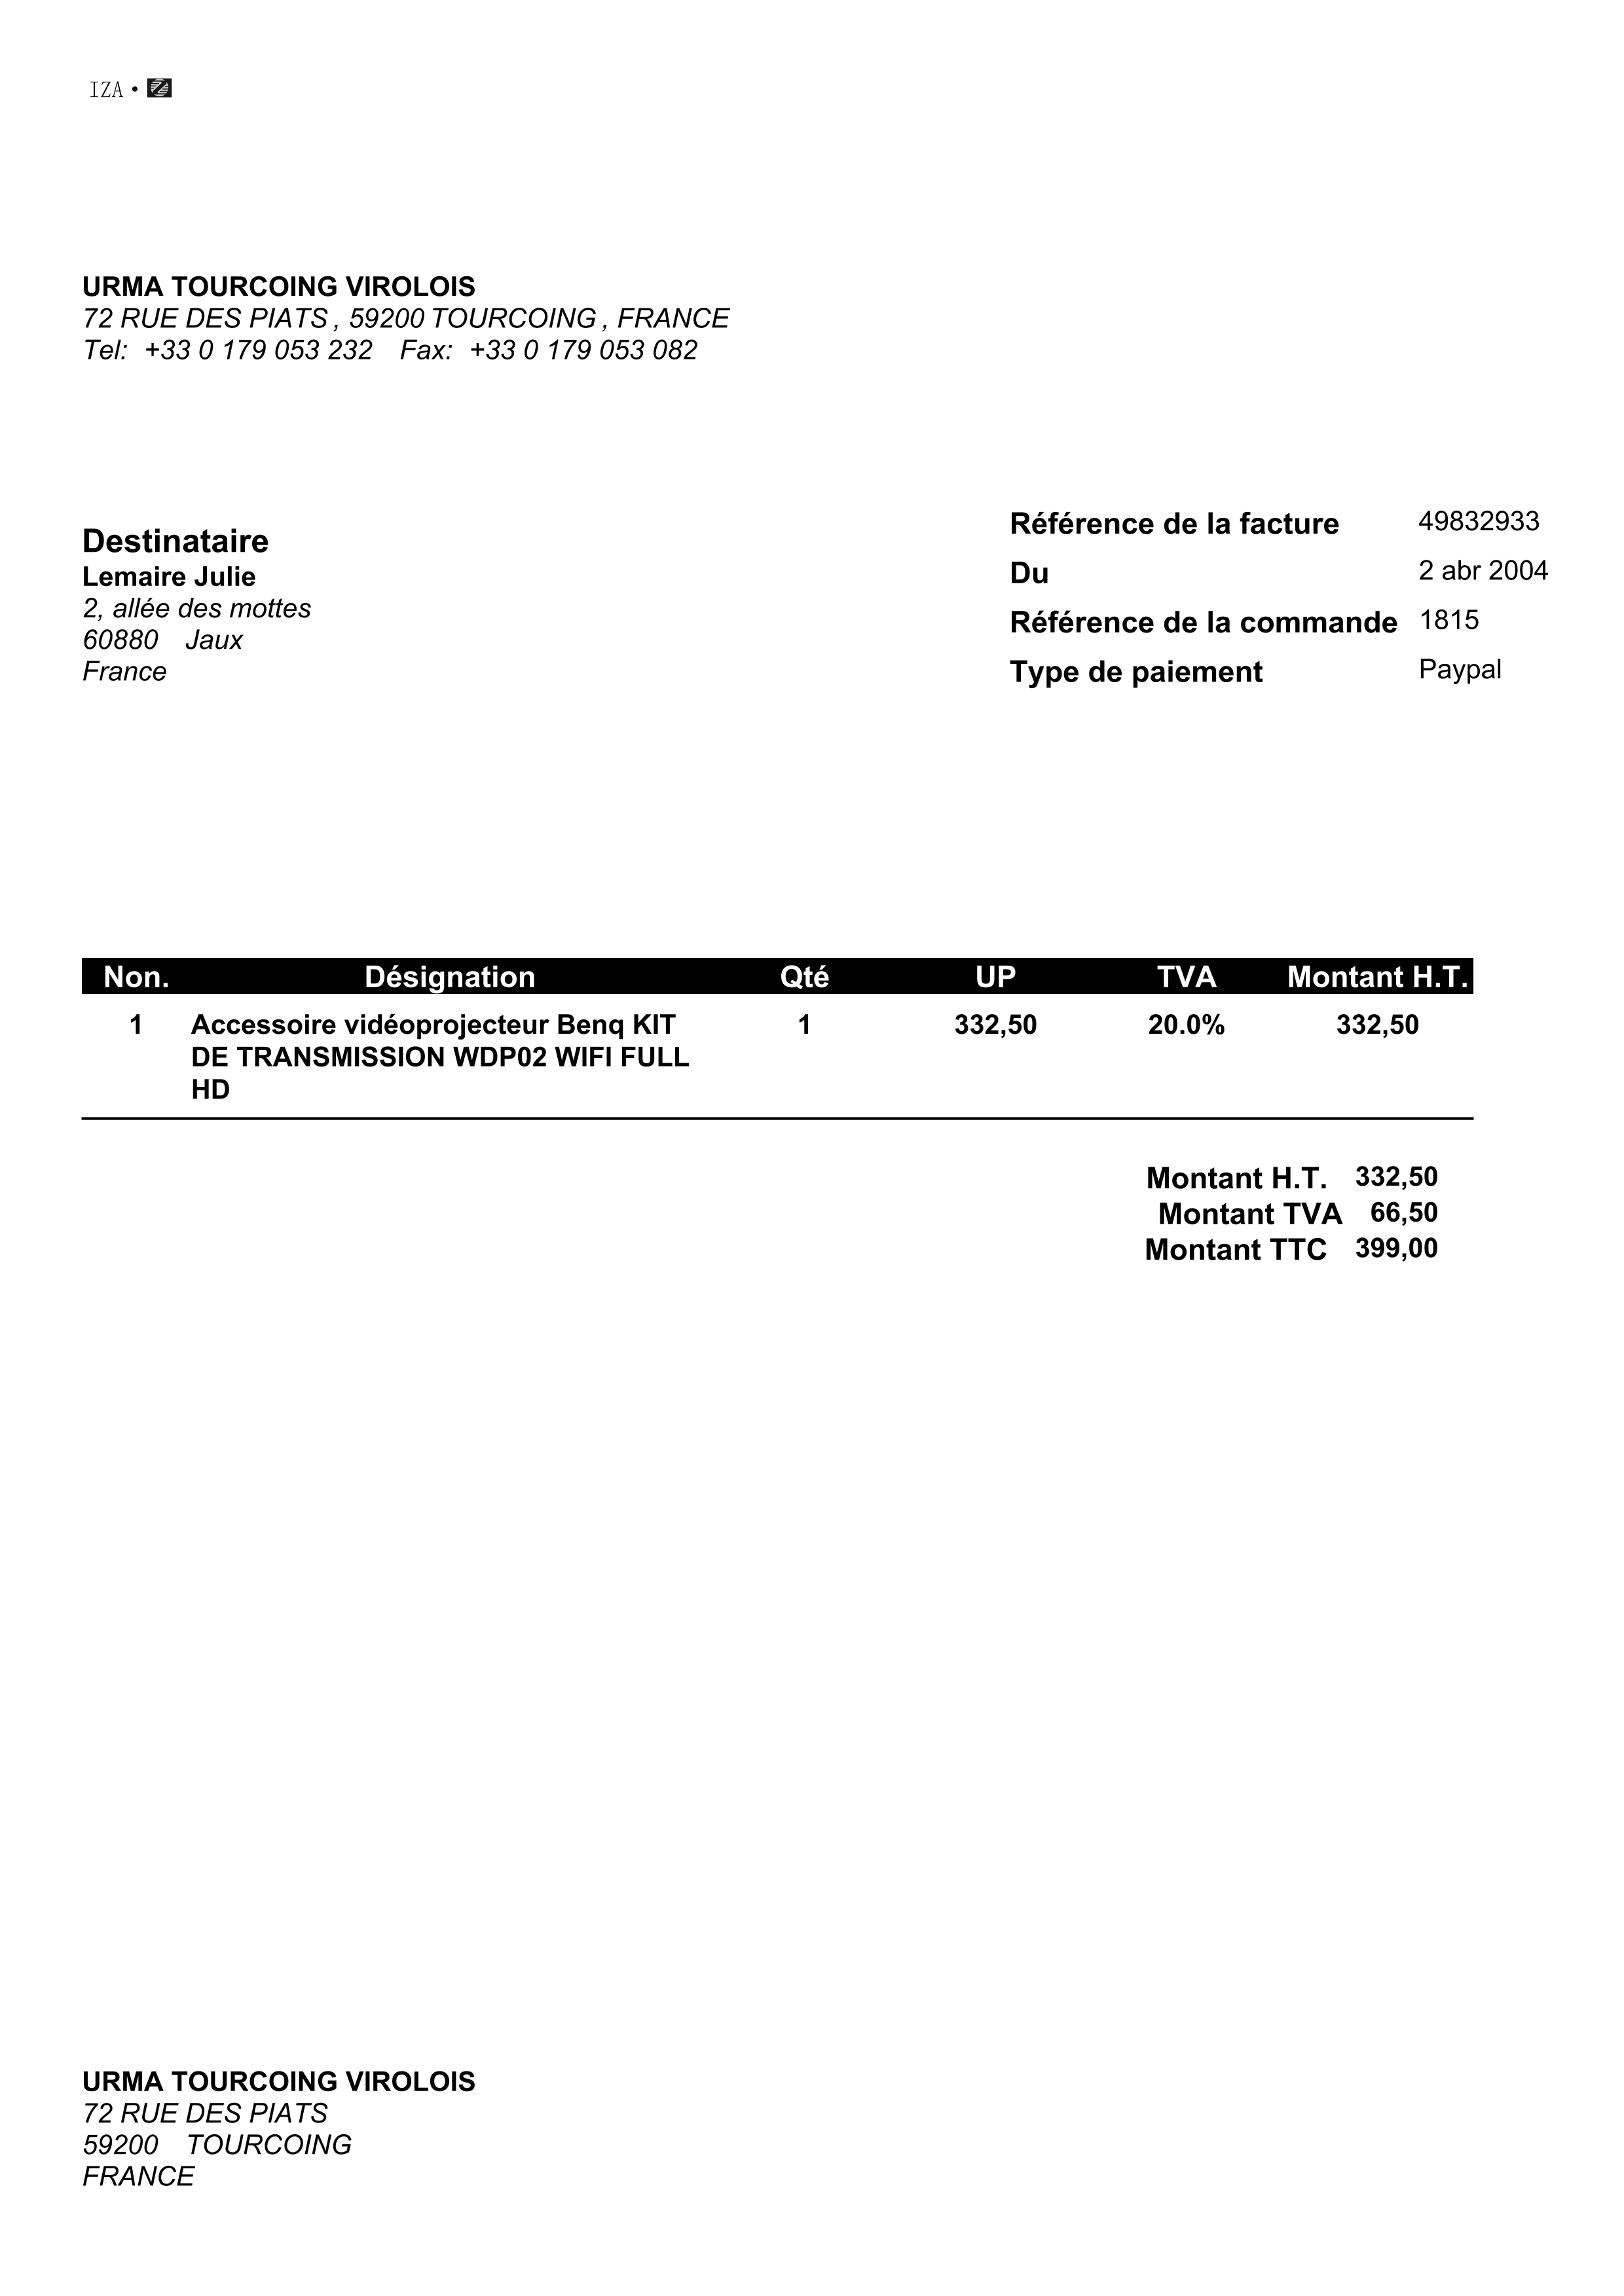 IZA •
URMA TOURCOING VIROLOIS
72 RUE DES PIATS , 59200 TOURCOING , FRANCE
Tel: +33 0 179 053 232 Fax: +33 0 179 053 082
Destinataire
Lemaire Julie
2, allée des mottes
60880 Jaux
France
Référence de la facture 49832933
Du 2 abr 2004
Référence de la commande 1815
Type de paiement Paypal
Non. Désignation Qté UP TVA Montant H.T.
1 Accessoire vidéoprojecteur Benq KIT 1 332,50 20.0% 332,50
DE TRANSMISSION WDP02 WIFI FULL
HD
Montant H.T. 332,50
Montant TVA 66,50
Montant TTC 399,00
URMA TOURCOING VIROLOIS
72 RUE DES PIATS
59200 TOURCOING
FRANCE